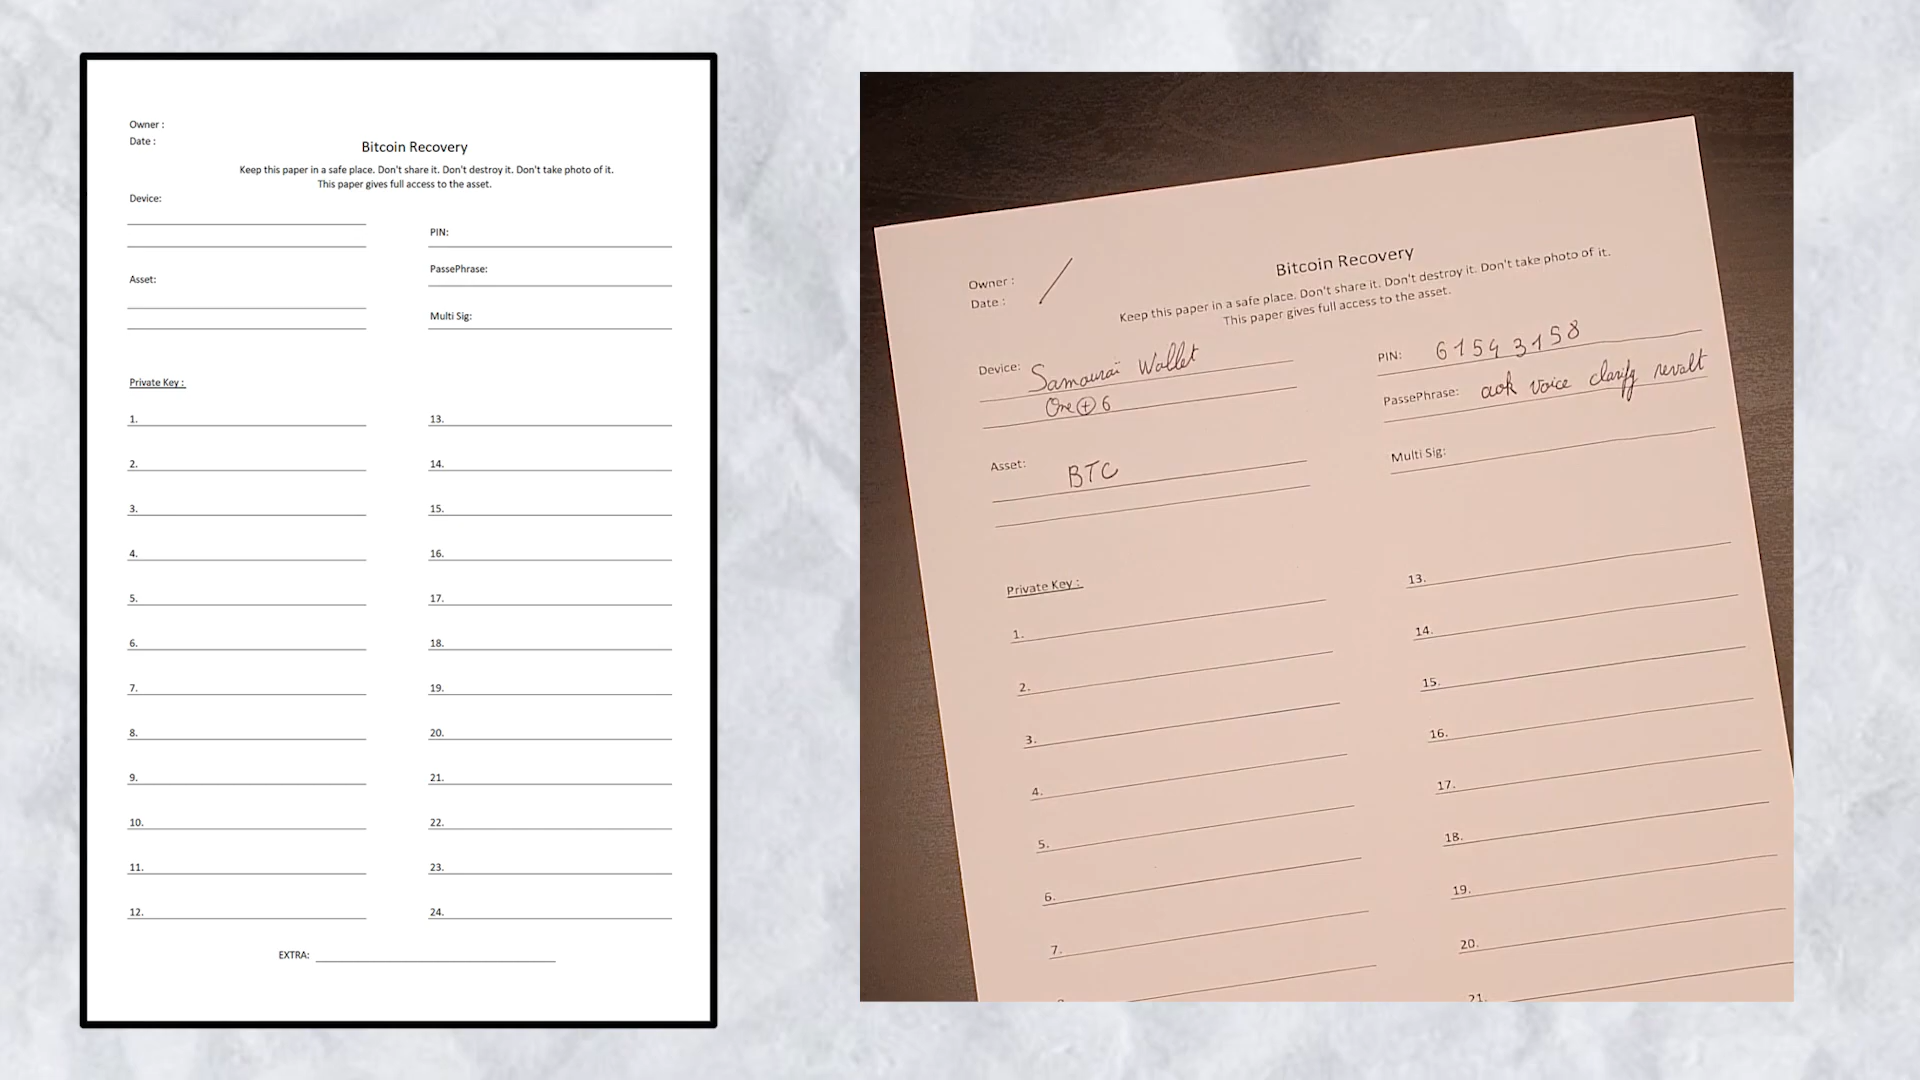 Owner :
Date :
Bitcoin Recovery
Keep this paper in a safe place. Don't share it. Don't destroy it. Don't take photo of it.
This paper gives full access to the asset.
Device:
PIN:
PassePhrase:
Asset:
Multi Sig:
Private Key :
1.
2.
3.
4.
5.
6.
7.
8.
9.
10.
11.
12.
13.
14.
15.
16.
17.
18.
19.
20.
21.
22.
23.
24.
EXTRA:
Owner :
Date :
Bitcoin Recovery
Keep this paper in a safe place. Don't share it. Don't destroy it. Don't take photo of it.
This paper gives full access to the asset.
Device: Samouraï Wallet
One+6
PIN: 61543158
PassePhrase: voice clarify revolt
Asset: BTC
Multi Sig:
Private Key :
1.
2.
3.
4.
5.
6.
7.
13.
14.
15.
16.
17.
18.
19.
20.
21.